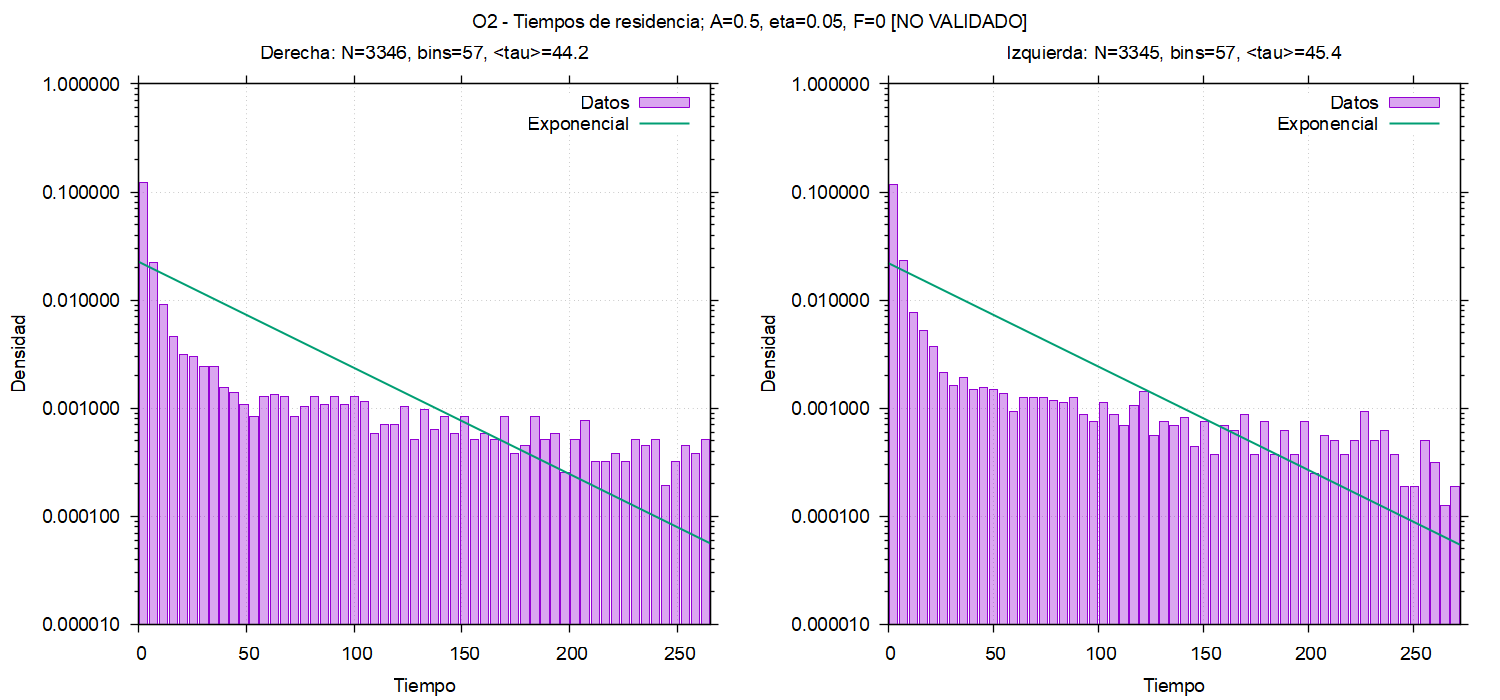 O2 - Tiempos de residencia; A=0.5, eta=0.05, F=0 [NO VALIDADO]
Derecha: N=3346, bins=57, <tau>=44.2
1.000000
0.100000
0.010000
0.001000
0.000100
0.000010
Densidad
Datos
Exponencial
0 50 100 150 200 250
Tiempo
Izquierda: N=3345, bins=57, <tau>=45.4
1.000000
0.100000
0.010000
0.001000
0.000100
0.000010
Densidad
Datos
Exponencial
0 50 100 150 200 250
Tiempo